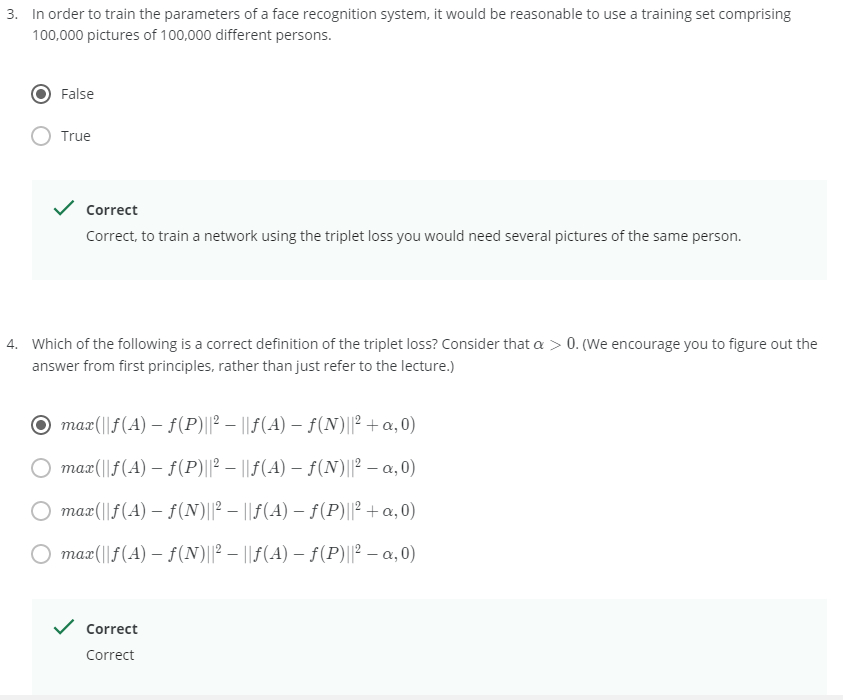 3. In order to train the parameters of a face recognition system, it would be reasonable to use a training set comprising
100,000 pictures of 100,000 different persons.
False
True
Correct
Correct, to train a network using the triplet loss you would need several pictures of the same person.
4. Which of the following is a correct definition of the triplet loss? Consider that α > 0. (We encourage you to figure out the
answer from first principles, rather than just refer to the lecture.)
max(||f(A) − f(P)||² − ||f(A) − f(N)||² + α, 0)
max(||f(A) − f(P)||² − ||f(A) − f(N)||² − α, 0)
max(||f(A) − f(N)||² − ||f(A) − f(P)||² + α, 0)
max(||f(A) − f(N)||² − ||f(A) − f(P)||² − α, 0)
Correct
Correct